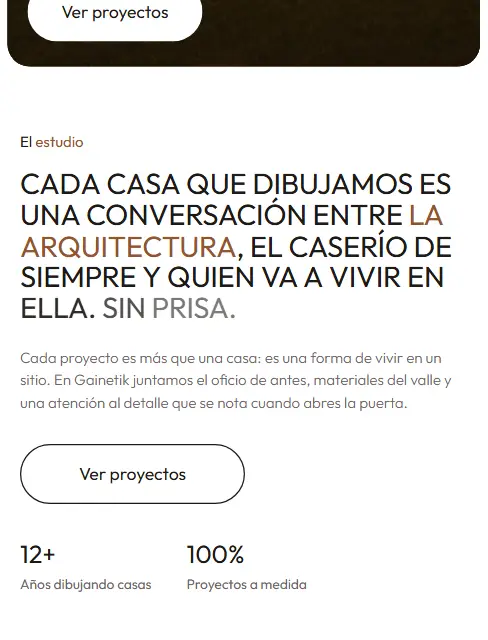 Ver proyectos
El estudio
CADA CASA QUE DIBUJAMOS ES
UNA CONVERSACIÓN ENTRE LA
ARQUITECTURA, EL CASERÍO DE
SIEMPRE Y QUIEN VA A VIVIR EN
ELLA. SIN PRISA.
Cada proyecto es más que una casa: es una forma de vivir en un
sitio. En Gainetik juntamos el oficio de antes, materiales del valle y
una atención al detalle que se nota cuando abres la puerta.
Ver proyectos
12+ 100%
Años dibujando casas Proyectos a medida